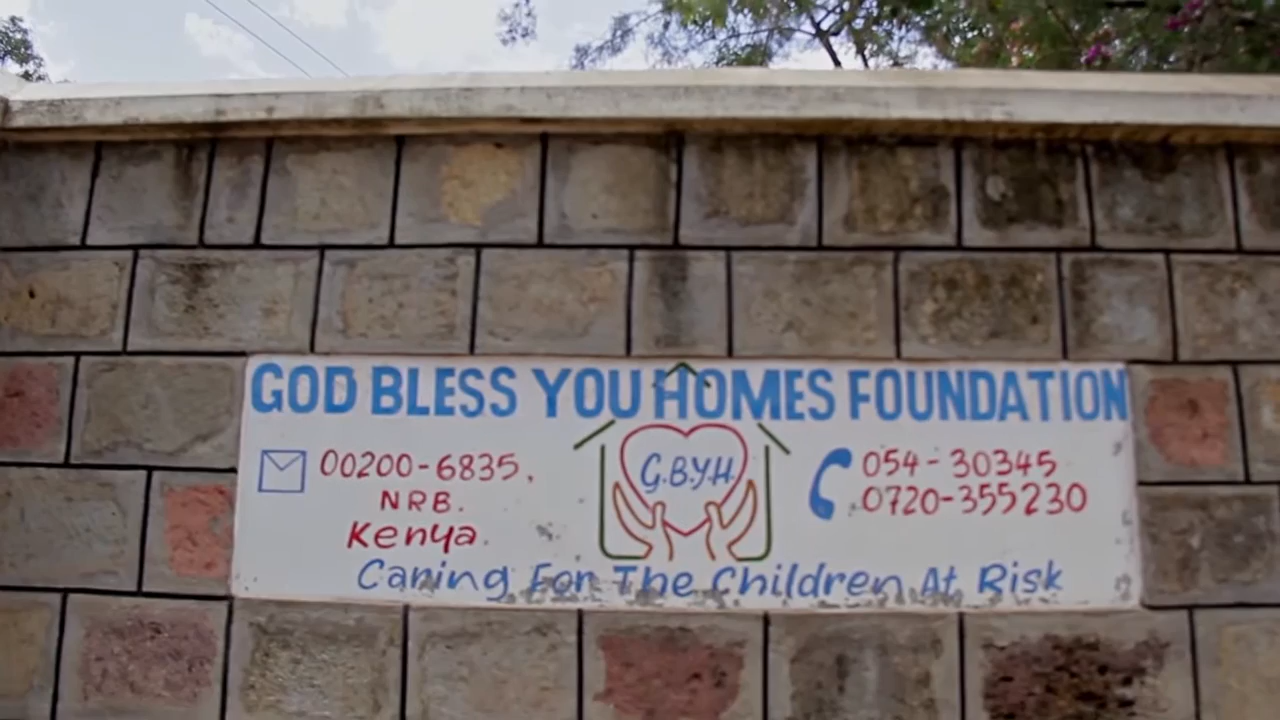 GOD BLESS YOU HOMES FOUNDATION
00200-6835,
NRB.
Kenya.
G.B.Y.H.
054-30345
0720-355230
Caring For The Children At Risk